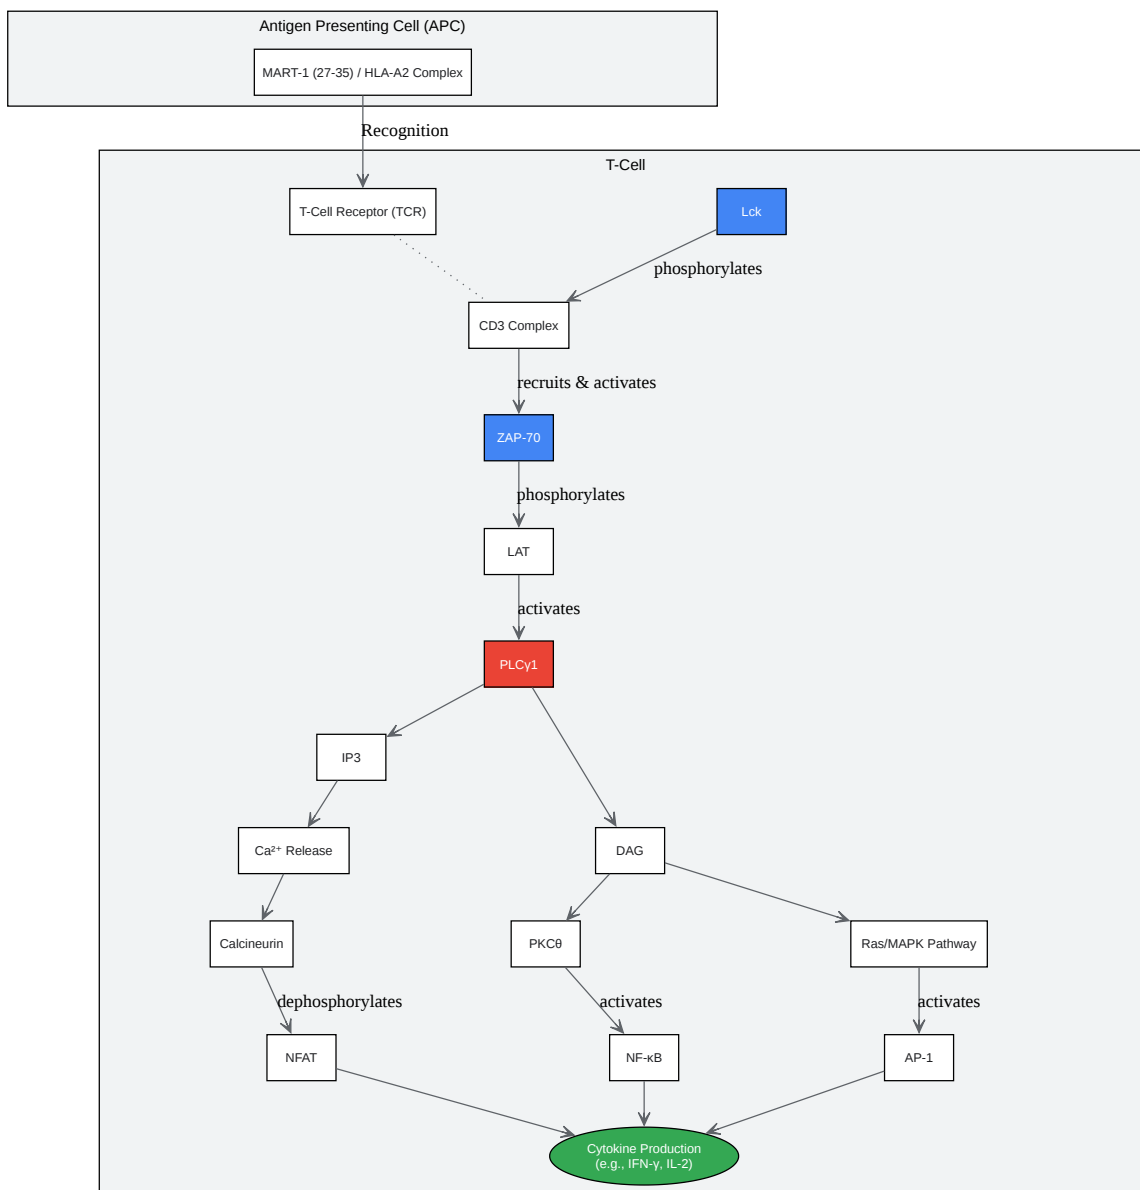 Antigen Presenting Cell (APC)
MART-1 (27-35) / HLA-A2 Complex
Recognition
T-Cell
T-Cell Receptor (TCR)
Lck
phosphorylates
CD3 Complex
recruits & activates
ZAP-70
phosphorylates
LAT
activates
PLCγ1
IP3
Ca²⁺ Release
DAG
Calcineurin
PKCθ
Ras/MAPK Pathway
dephosphorylates
activates
activates
NFAT
NF-κB
AP-1
Cytokine Production
(e.g., IFN-γ, IL-2)